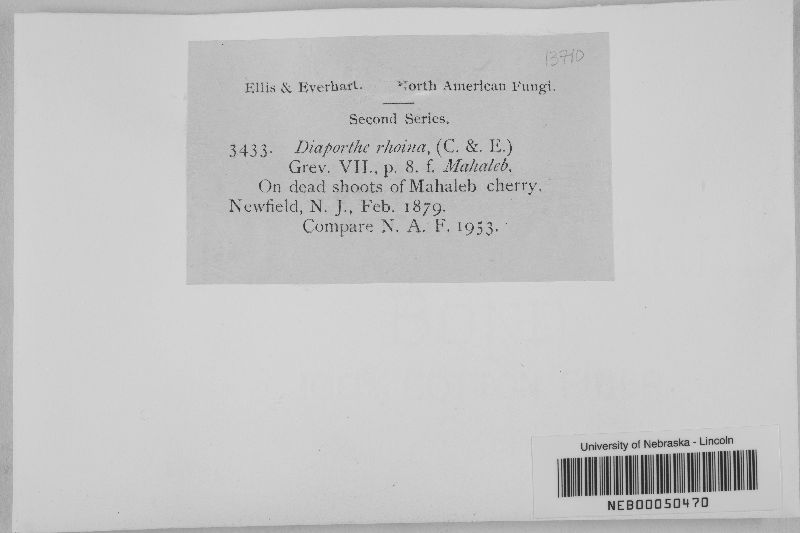 13710
Ellis & Everhart. North American Fungi.
Second Series.
3433. Diaporthe rhoina, (C. &. E.)
Grev. VII., p. 8. f. Mahaleb.
On dead shoots of Mahaleb cherry.
Newfield, N. J., Feb. 1879.
Compare N. A. F. 1953.
University of Nebraska - Lincoln
NEB00050470